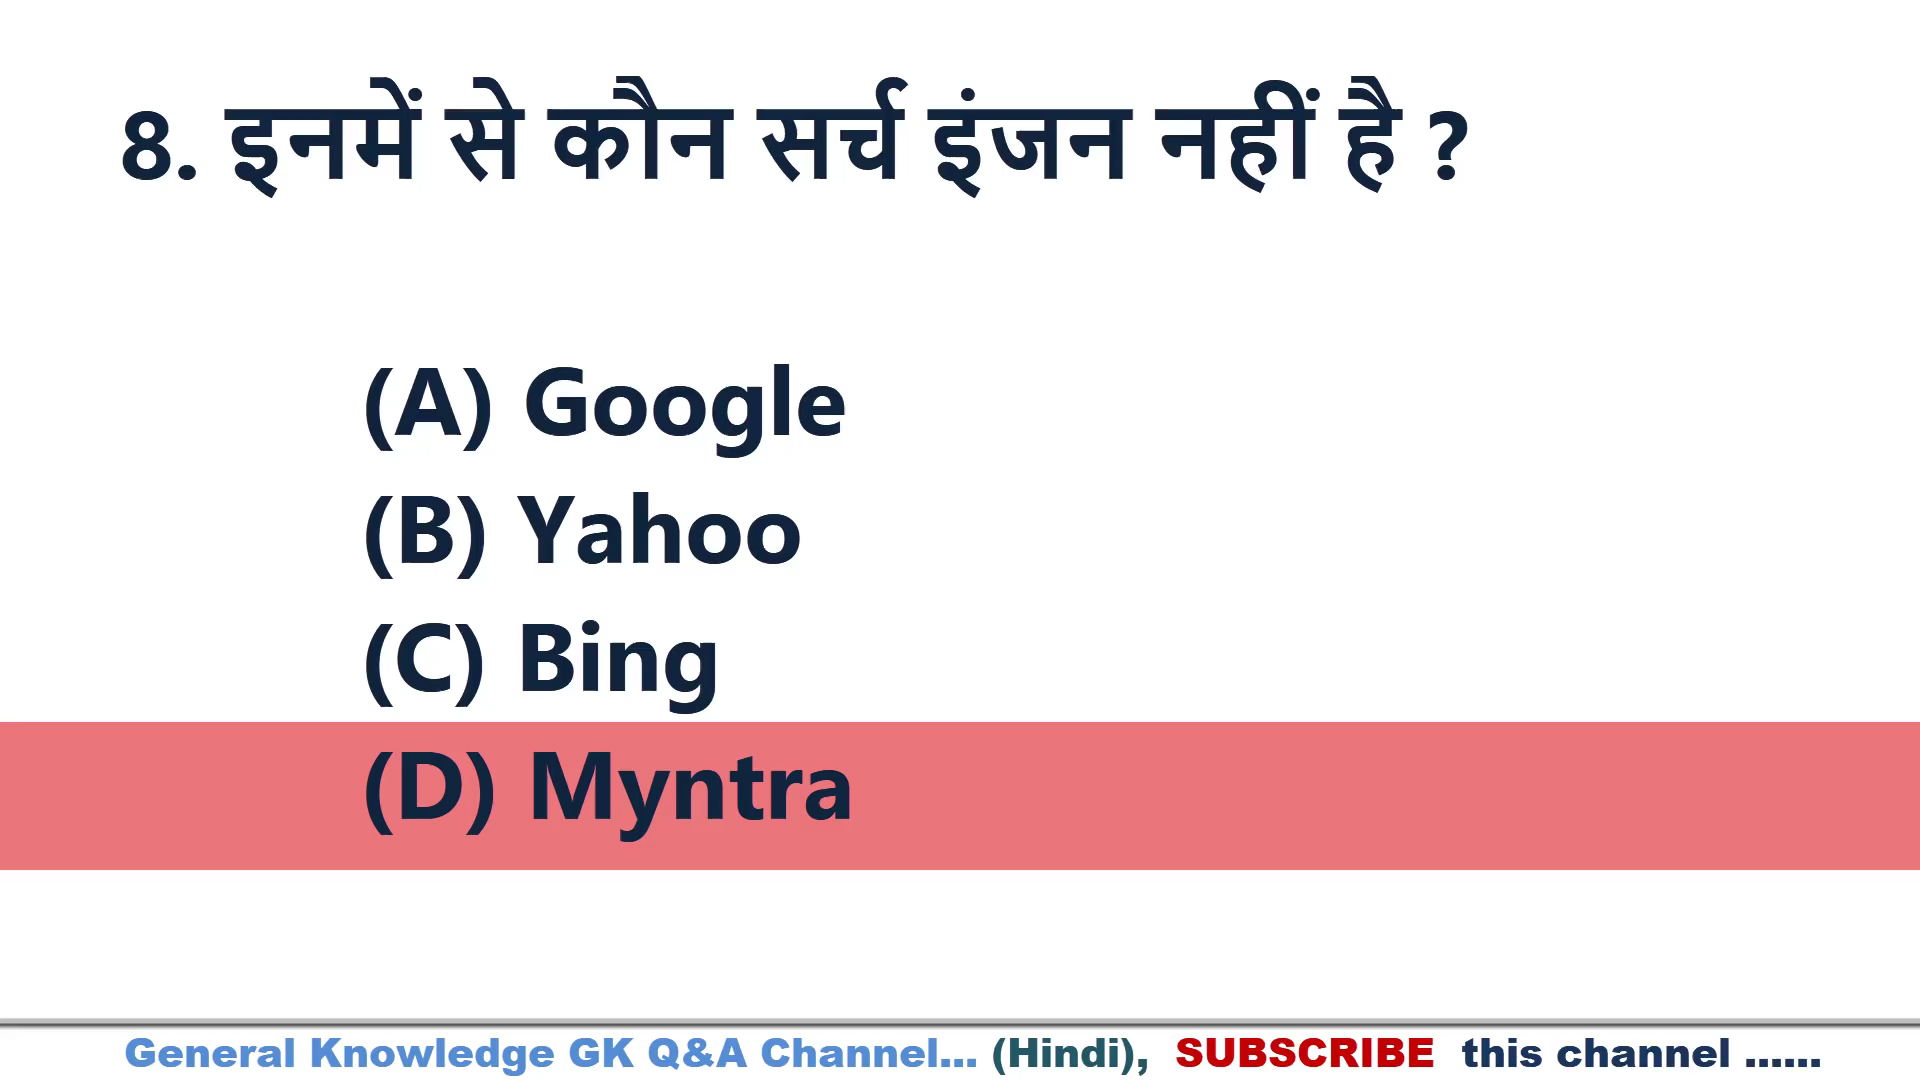 8. इनमें से कौन सर्च इंजन नहीं है ?
(A) Google
(B) Yahoo
(C) Bing
(D) Myntra
General Knowledge GK Q&A Channel... (Hindi), SUBSCRIBE this channel ......